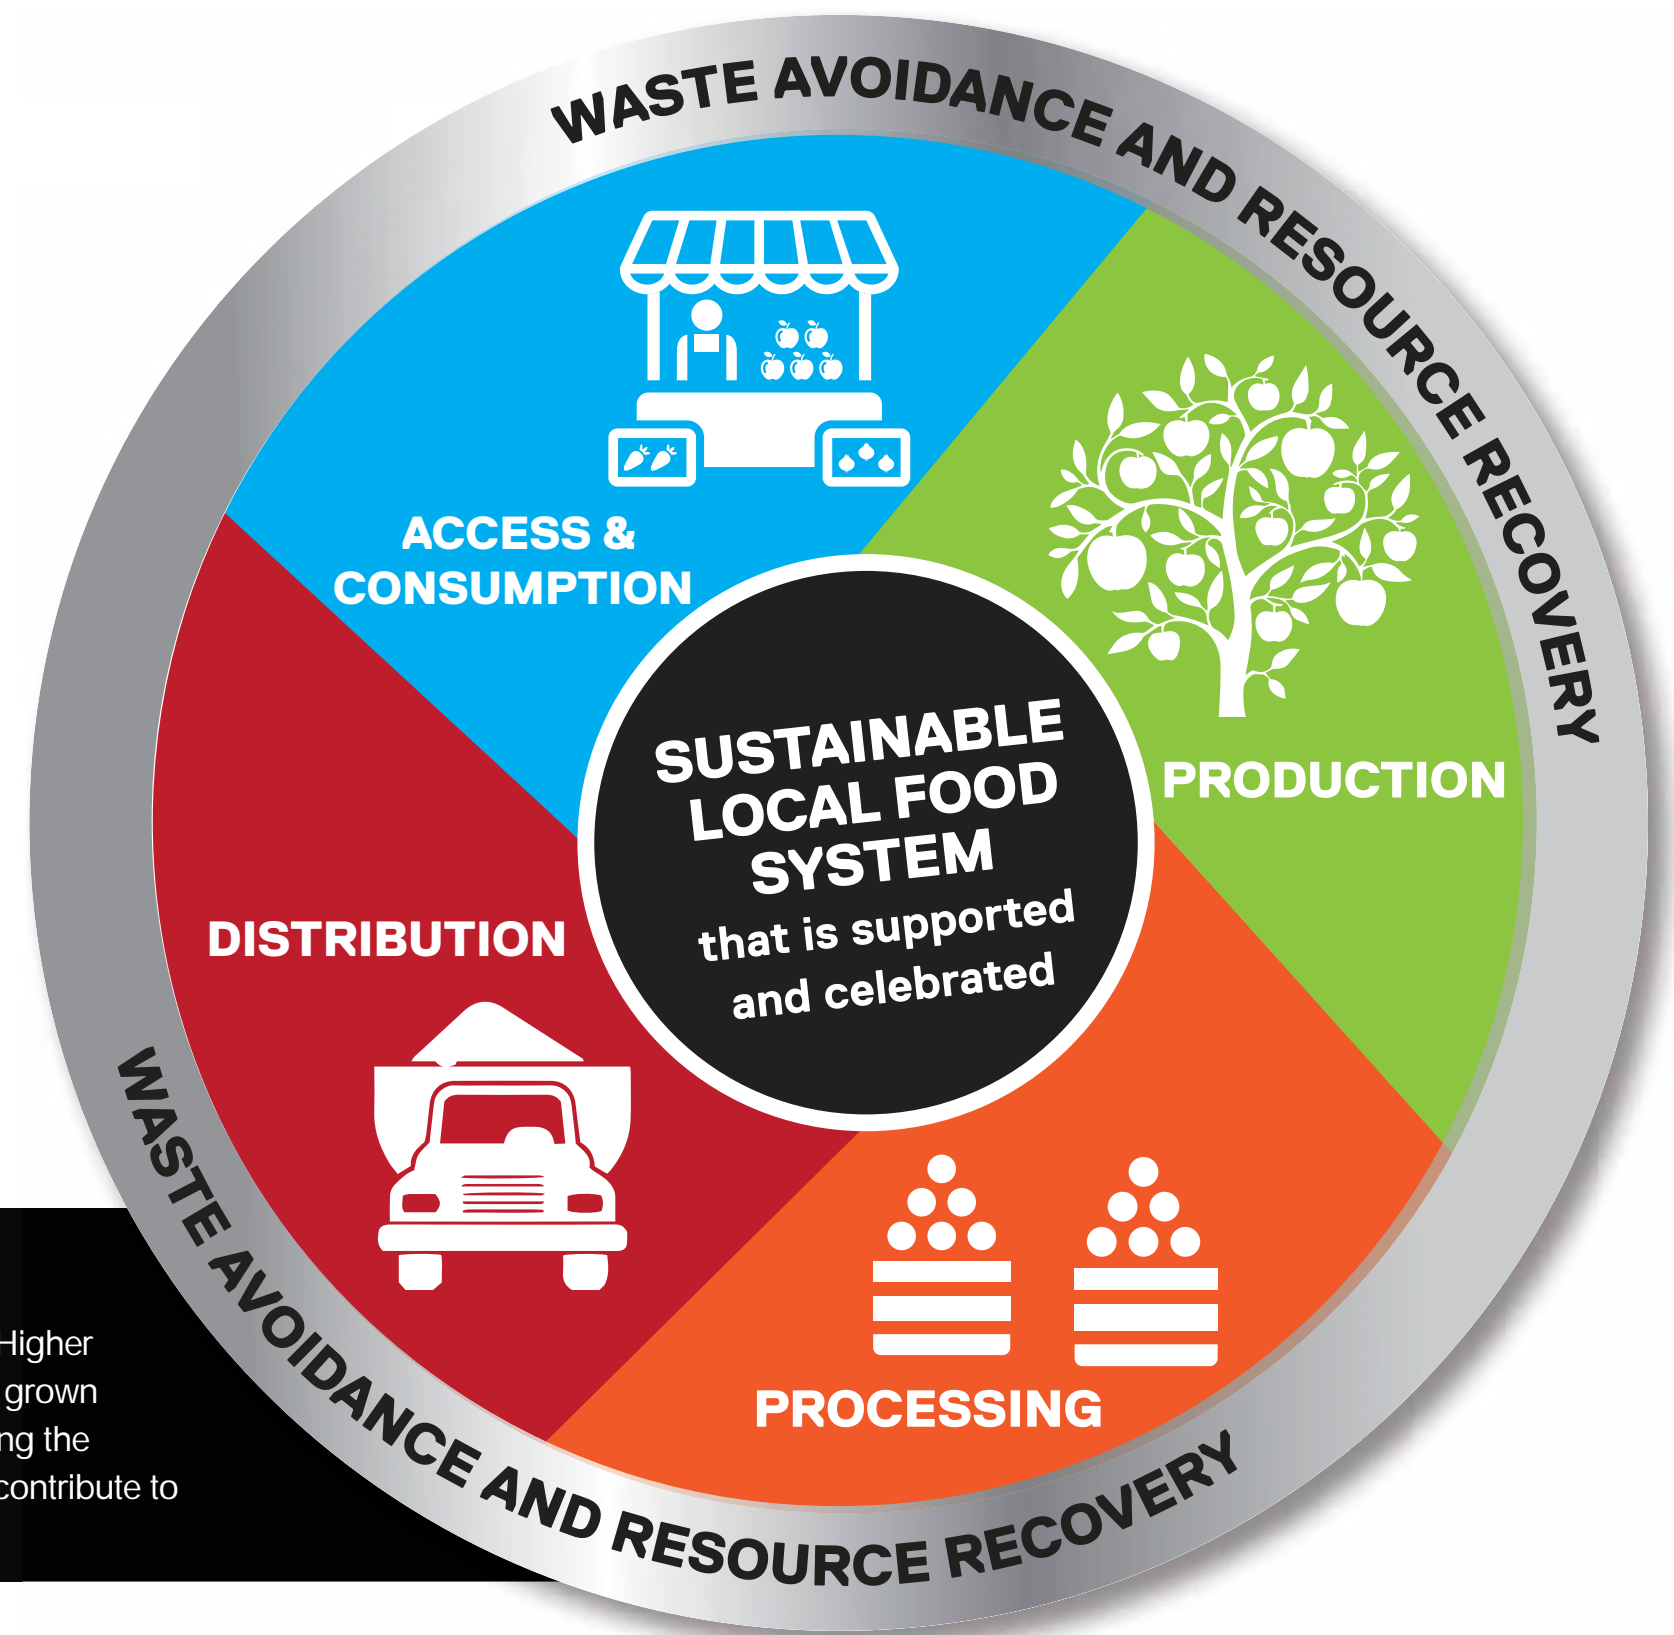 WASTE AVOIDANCE AND RESOURCE RECOVERY
ACCESS &
CONSUMPTION
PRODUCTION
SUSTAINABLE
LOCAL FOOD
SYSTEM
that is supported
and celebrated
DISTRIBUTION
PROCESSING
WASTE AVOIDANCE AND RESOURCE RECOVERY
Higher
grown
ng the
contribute to